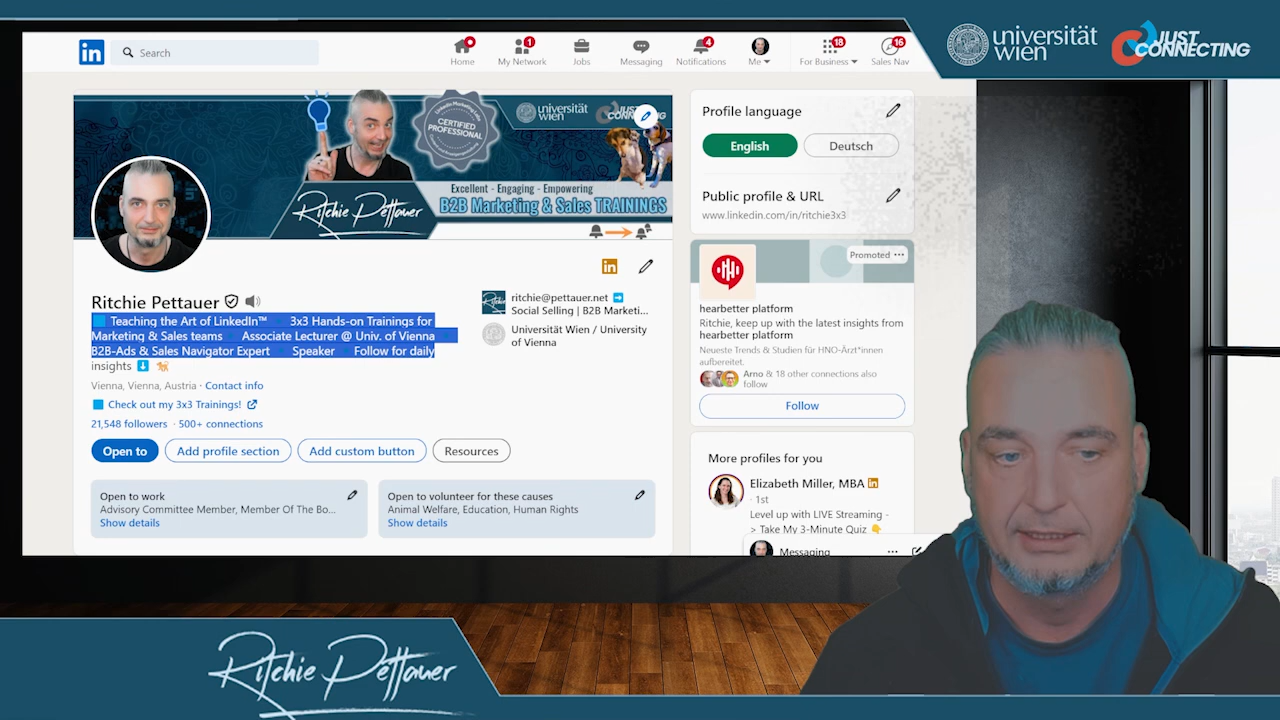 universität
wien
JUST
CONNECTING
in
Search
Home
1
My Network
Jobs
Messaging
4
Notifications
Me
18
For Business
16
Sales Nav
CERTIFIED
PROFESSIONAL
universität
wien
Ritchie Pettauer
Excellent - Engaging - Empowering
B2B Marketing & Sales TRAININGS
Profile language
English
Deutsch
Public profile & URL
www.linkedin.com/in/ritchie3x3
Promoted
hearbetter platform
Ritchie, keep up with the latest insights from
hearbetter platform
Neueste Trends & Studien für HNO-Ärzt*innen
aufbereitet.
Arno & 18 other connections also
follow
Follow
in
Ritchie Pettauer
Teaching the Art of LinkedIn™ 3x3 Hands-on Trainings for
Marketing & Sales teams Associate Lecturer @ Univ. of Vienna
B2B-Ads & Sales Navigator Expert Speaker Follow for daily
insights
Vienna, Vienna, Austria · Contact info
Check out my 3x3 Trainings!
21,548 followers · 500+ connections
ritchie@pettauer.net
Social Selling | B2B Marketi...
Universität Wien / University
of Vienna
Open to
Add profile section
Add custom button
Resources
Open to work
Advisory Committee Member, Member Of The Bo...
Show details
Open to volunteer for these causes
Animal Welfare, Education, Human Rights
Show details
More profiles for you
Elizabeth Miller, MBA in
· 1st
Level up with LIVE Streaming -
> Take My 3-Minute Quiz
Messaging
Ritchie Pettauer